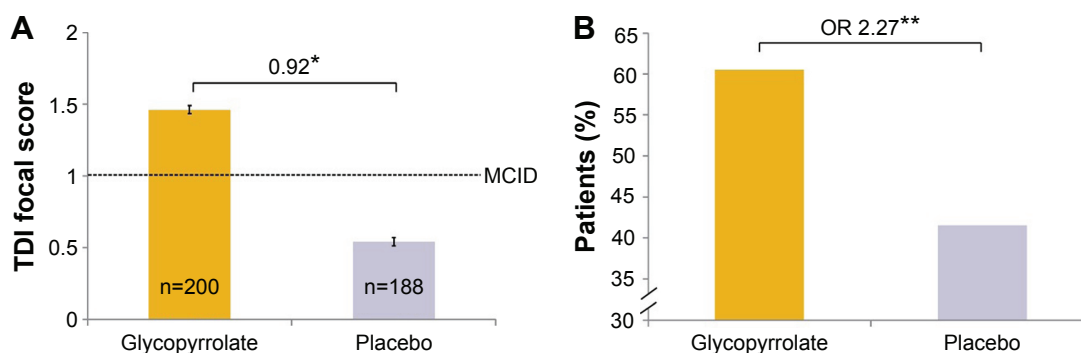 A
TDI focal score
2
1.5
1
0.5
0
0.92*
MCID
n=200
n=188
Glycopyrrolate
Placebo
B
Patients (%)
65
60
55
50
45
40
35
30
OR 2.27**
Glycopyrrolate
Placebo